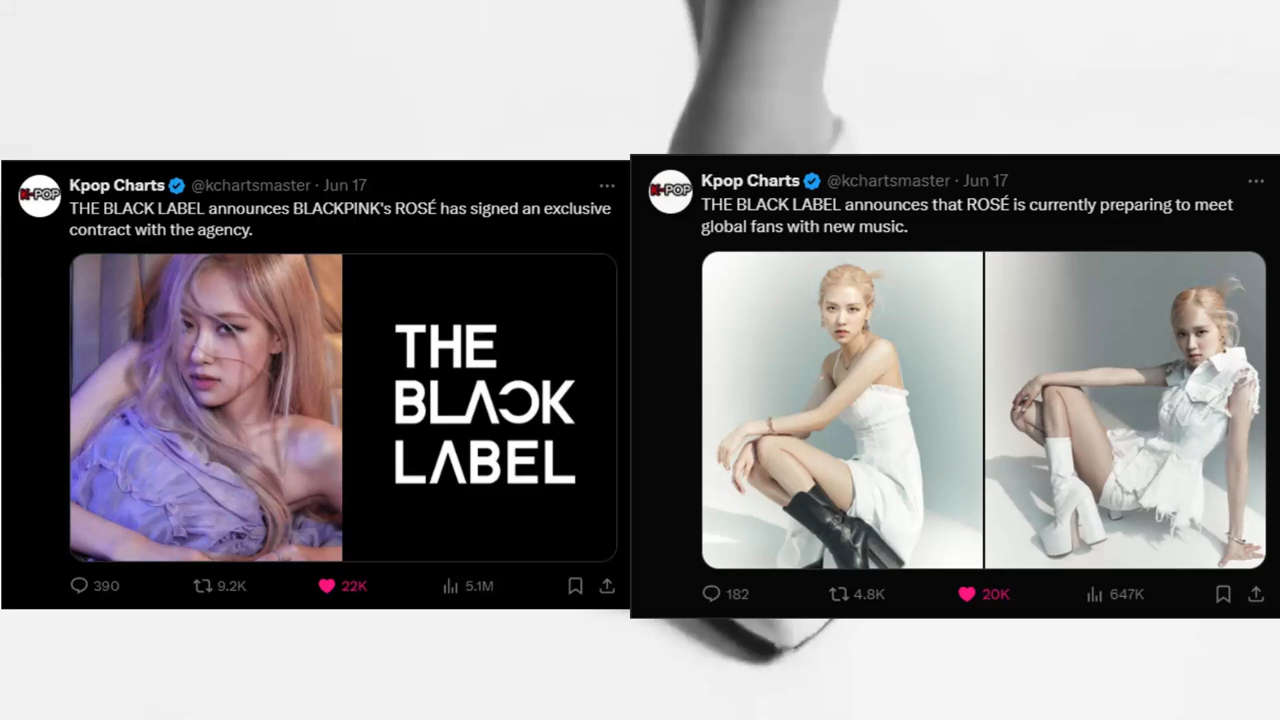 K-POP
Kpop Charts @kchartsmaster · Jun 17
THE BLACK LABEL announces BLACKPINK's ROSÉ has signed an exclusive
contract with the agency.
THE
BLACK
LABEL
390 9.2K 22K 5.1M
K-POP
Kpop Charts @kchartsmaster · Jun 17
THE BLACK LABEL announces that ROSÉ is currently preparing to meet
global fans with new music.
182 4.8K 20K 647K